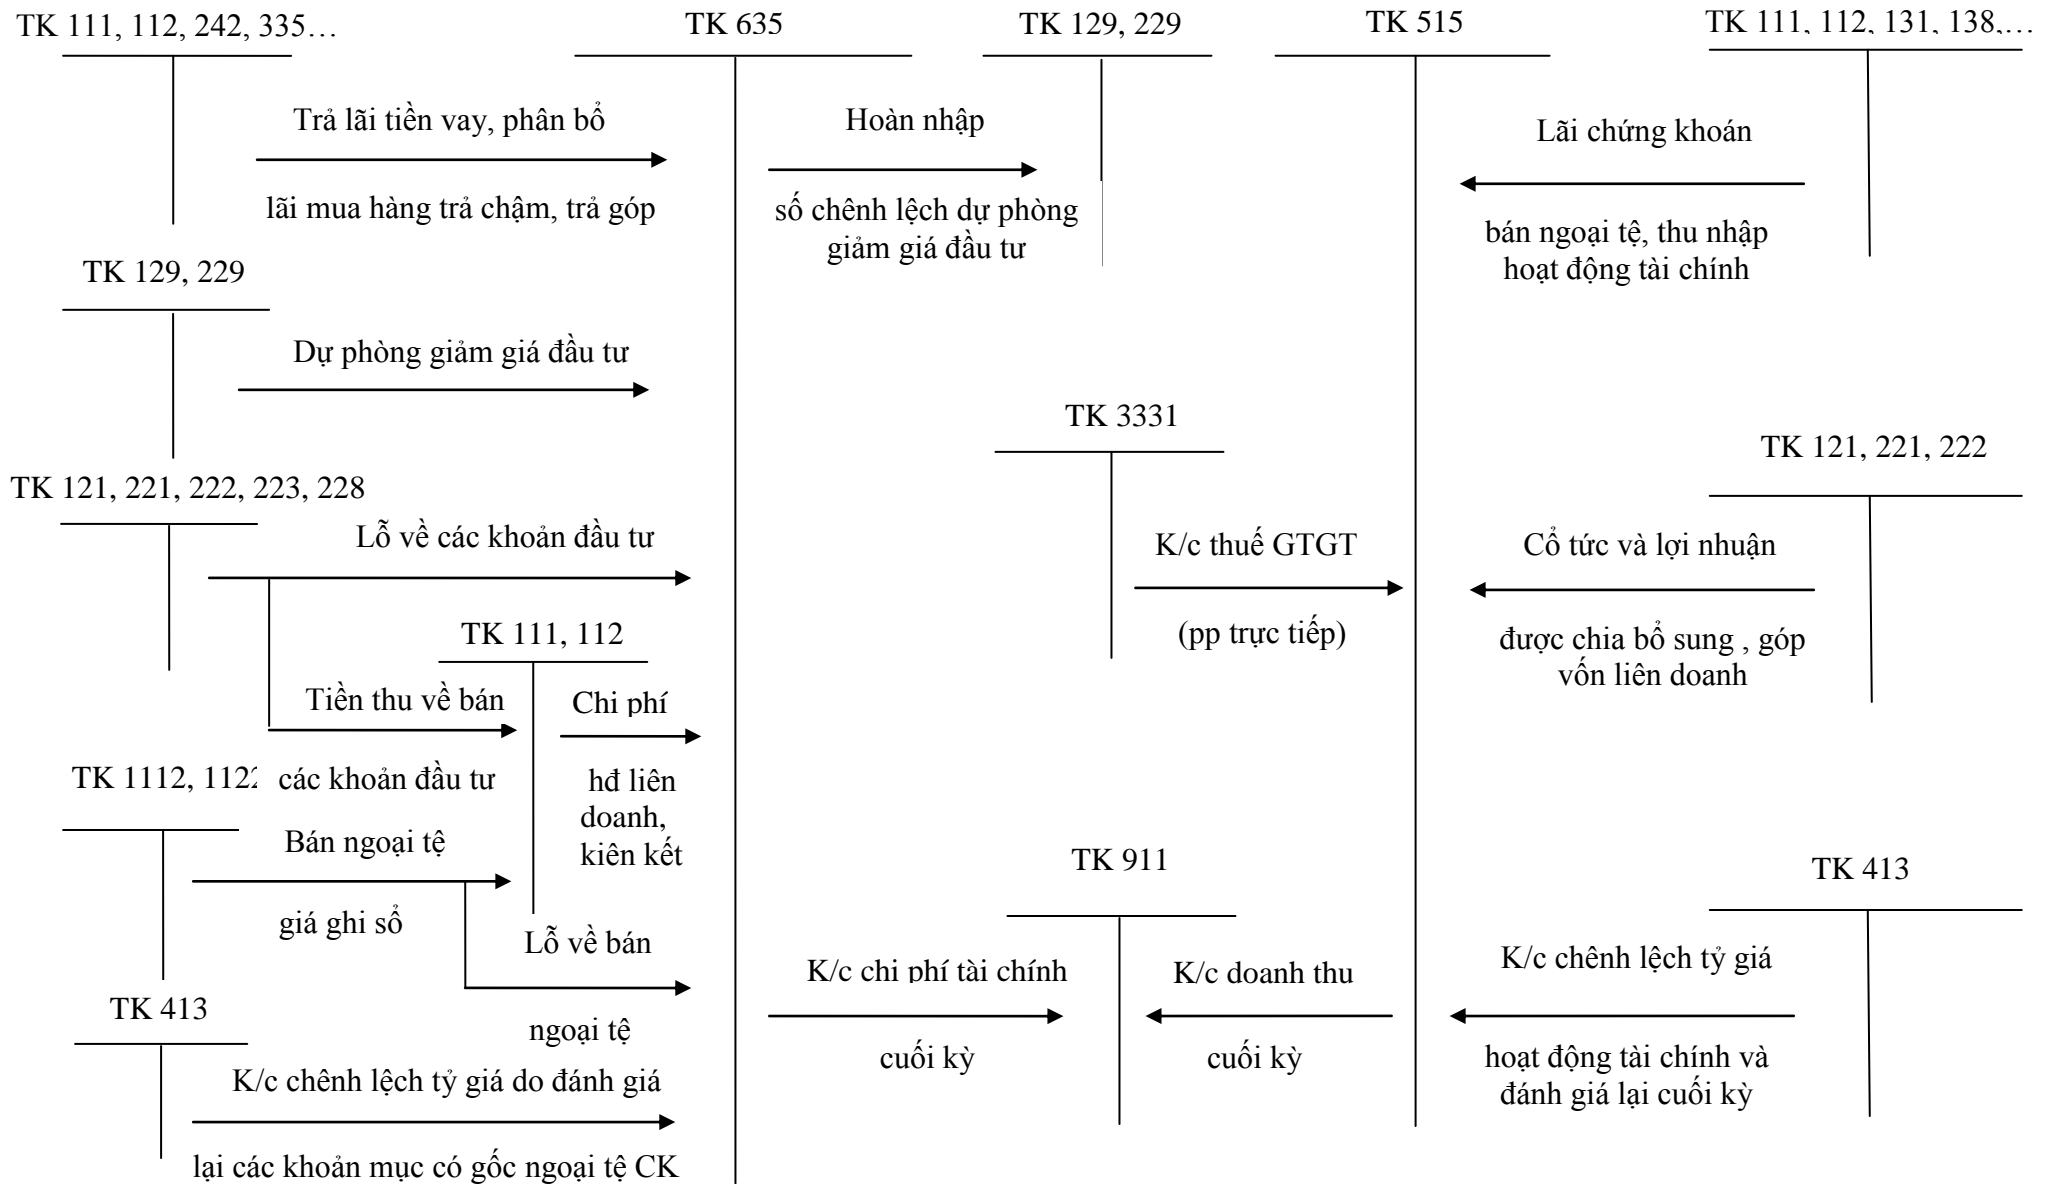 TK 111, 112, 242, 335…
TK 635
TK 129, 229
TK 515
TK 111, 112, 131, 138,…
Trả lãi tiền vay, phân bổ
lãi mua hàng trả chậm, trả góp
Hoàn nhập
số chênh lệch dự phòng
giảm giá đầu tư
Lãi chứng khoán
bán ngoại tệ, thu nhập
hoạt động tài chính
TK 129, 229
Dự phòng giảm giá đầu tư
TK 3331
TK 121, 221, 222
TK 121, 221, 222, 223, 228
Lỗ về các khoản đầu tư
K/c thuế GTGT
(pp trực tiếp)
Cổ tức và lợi nhuận
được chia bổ sung , góp
vốn liên doanh
TK 111, 112
Tiền thu về bán
các khoản đầu tư
Chi phí
hđ liên
doanh,
kiên kết
TK 1112, 1122
Bán ngoại tệ
giá ghi sổ
Lỗ về bán
ngoại tệ
TK 911
TK 413
K/c chi phí tài chính
cuối kỳ
K/c doanh thu
cuối kỳ
K/c chênh lệch tỷ giá
hoạt động tài chính và
đánh giá lại cuối kỳ
TK 413
K/c chênh lệch tỷ giá do đánh giá
lại các khoản mục có gốc ngoại tệ CK